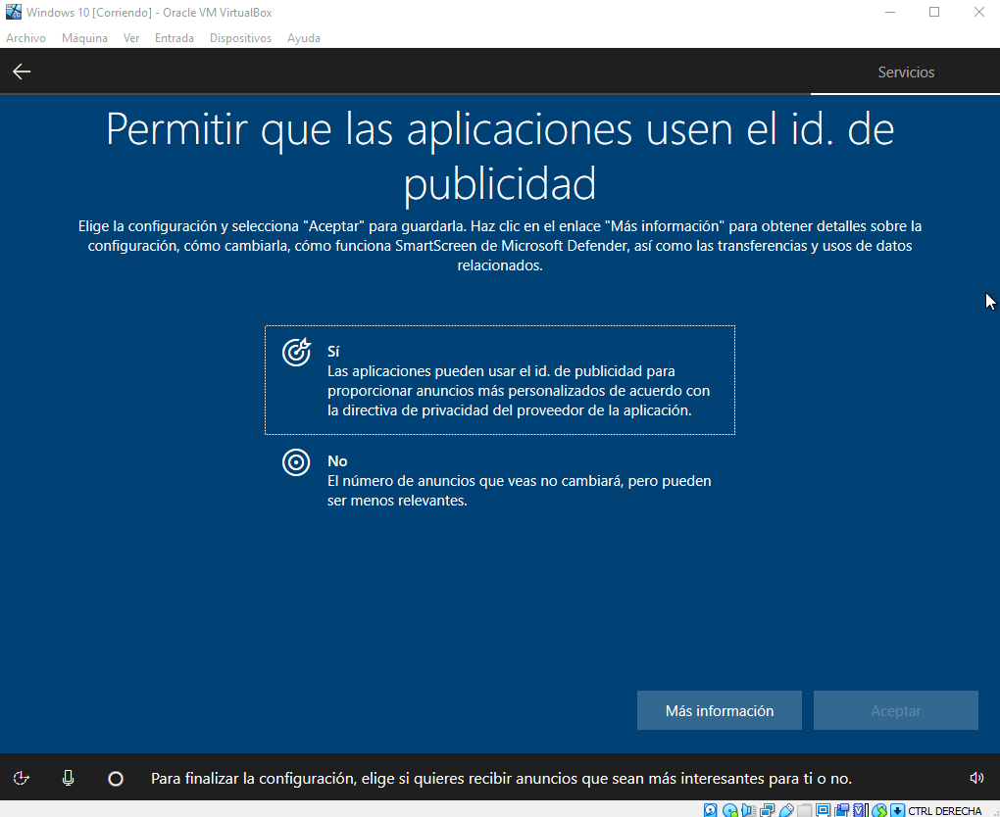 Windows 10 [Corriendo] - Oracle VM VirtualBox
Archivo Máquina Ver Entrada Dispositivos Ayuda
Servicios
Permitir que las aplicaciones usen el id. de
publicidad
Elige la configuración y selecciona "Aceptar" para guardarla. Haz clic en el enlace "Más información" para obtener detalles sobre la
configuración, cómo cambiarla, cómo funciona SmartScreen de Microsoft Defender, así como las transferencias y usos de datos
relacionados.
Sí
Las aplicaciones pueden usar el id. de publicidad para
proporcionar anuncios más personalizados de acuerdo con
la directiva de privacidad del proveedor de la aplicación.
No
El número de anuncios que veas no cambiará, pero pueden
ser menos relevantes.
Más información Aceptar
Para finalizar la configuración, elige si quieres recibir anuncios que sean más interesantes para ti o no.
CTRL DERECHA